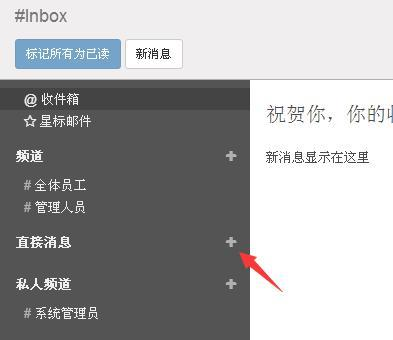 #Inbox
标记所有为已读 新消息
@ 收件箱
星标邮件
频道
# 全体员工
# 管理人员
直接消息
私人频道
# 系统管理员
祝贺你，你的
新消息显示在这里